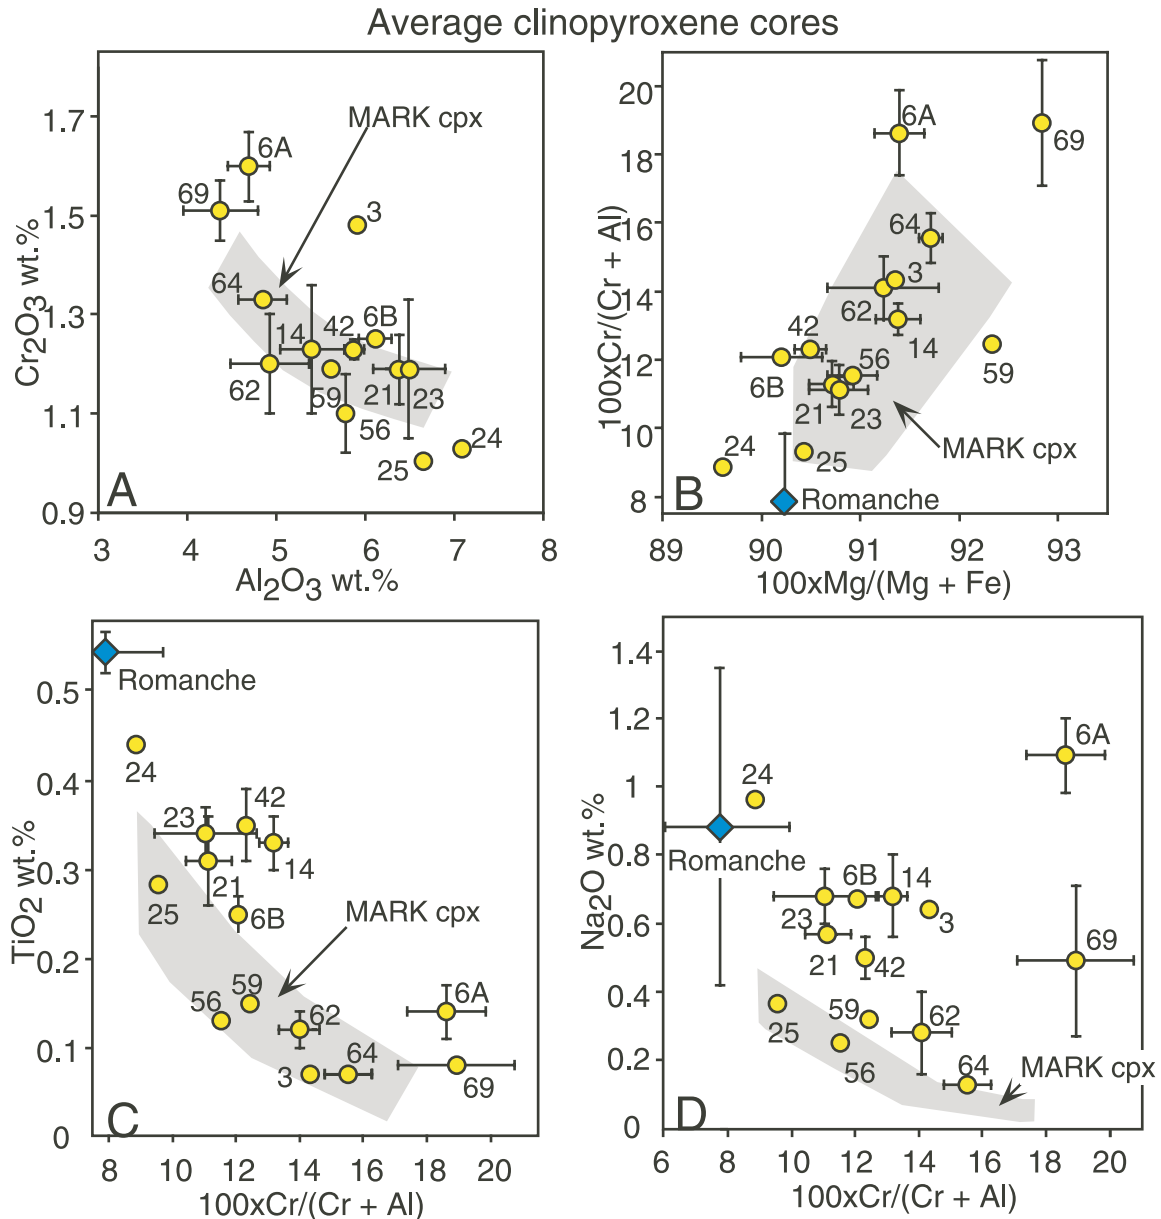 Average clinopyroxene cores
1.7
1.5
1.3
1.1
0.9
Cr₂O₃ wt.%
MARK cpx
6A
69
3
64
14
42
6B
62
59
21
23
56
25
24
A
3 4 5 6 7 8
Al₂O₃ wt.%
20
18
16
14
12
10
8
100xCr/(Cr + Al)
6A
69
64
3
62
14
42
56
59
6B
21
23
MARK cpx
24
25
B
Romanche
89 90 91 92 93
100xMg/(Mg + Fe)
0.5
0.4
0.3
0.2
0.1
0
TiO₂ wt.%
Romanche
24
23
42
21
14
25
6B
MARK cpx
59
56
62
6A
64
3
69
C
8 10 12 14 16 18 20
100xCr/(Cr + Al)
1.4
1.2
1
0.8
0.6
0.4
0.2
0
Na₂O wt.%
6A
24
Romanche
6B
14
23
3
21
42
69
25
59
62
56
64
MARK cpx
D
6 8 10 12 14 16 18 20
100xCr/(Cr + Al)